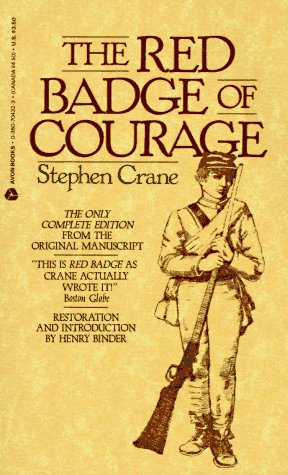 THE RED
BADGE OF
COURAGE
Stephen Crane
THE ONLY
COMPLETE EDITION
FROM THE
ORIGINAL MANUSCRIPT
"THIS IS RED BADGE AS
CRANE ACTUALLY
WROTE IT!"
Boston Globe
RESTORATION
AND INTRODUCTION
BY HENRY BINDER
AVON BOOKS